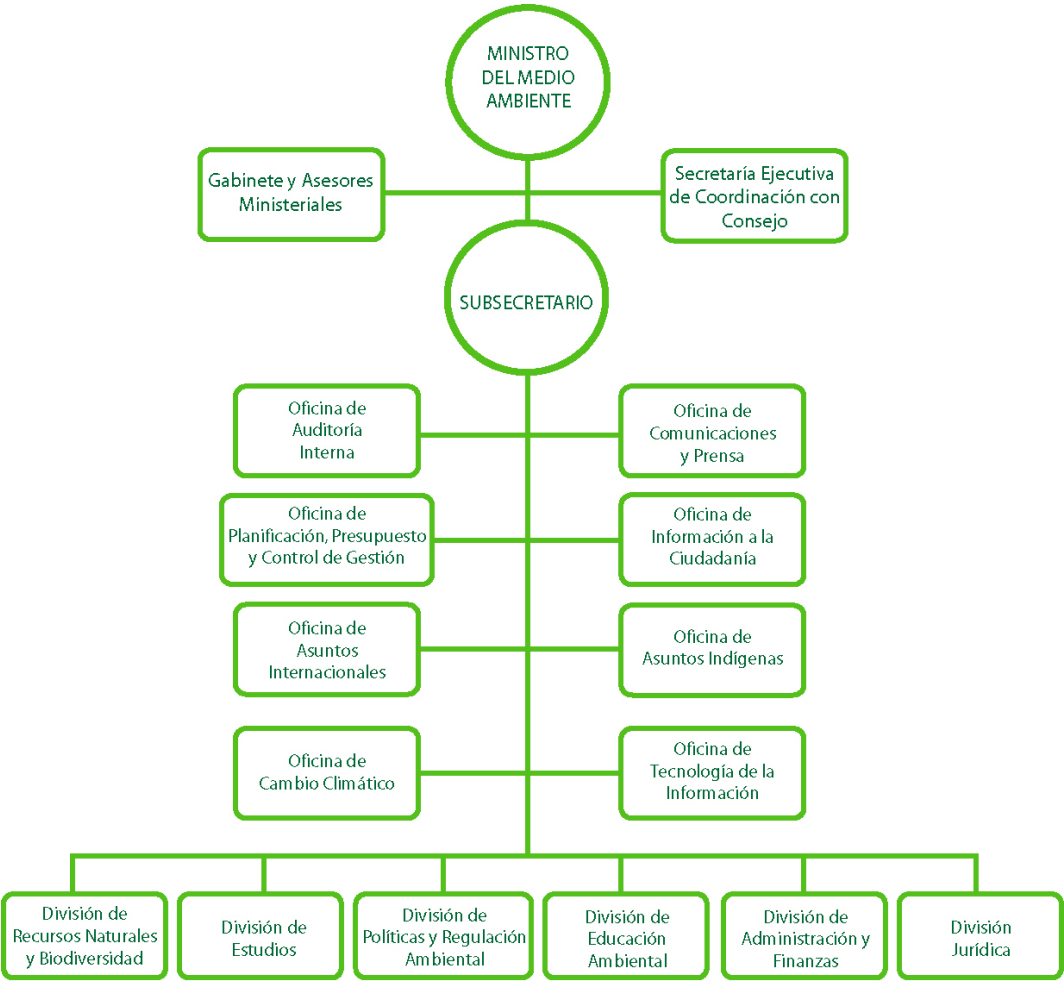 MINISTRO
DEL MEDIO
AMBIENTE
Gabinete y Asesores
Ministeriales
Secretaría Ejecutiva
de Coordinación con
Consejo
SUBSECRETARIO
Oficina de
Auditoría
Interna
Oficina de
Comunicaciones
y Prensa
Oficina de
Planificación, Presupuesto
y Control de Gestión
Oficina de
Información a la
Ciudadanía
Oficina de
Asuntos
Internacionales
Oficina de
Asuntos Indígenas
Oficina de
Cambio Climático
Oficina de
Tecnología de la
Información
División de
Recursos Naturales
y Biodiversidad
División de
Estudios
División de
Políticas y Regulación
Ambiental
División de
Educación
Ambiental
División de
Administración y
Finanzas
División
Jurídica